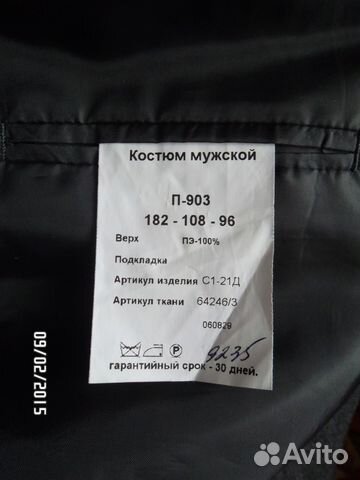 Костюм мужской
П-903
182 - 108 - 96
Верх ПЭ-100%
Подкладка
Артикул изделия С1-21Д
Артикул ткани 64246/3
060829
9235
гарантийный срок - 30 дней.
09/02/2015
Avito